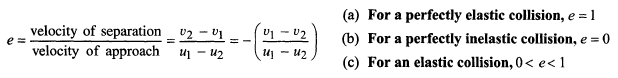 e = velocity of separation / velocity of approach = v2 − v1 / u1 − u2 = −(v1 − v2 / u1 − u2)
(a) For a perfectly elastic collision, e = 1
(b) For a perfectly inelastic collision, e = 0
(c) For an elastic collision, 0 < e < 1